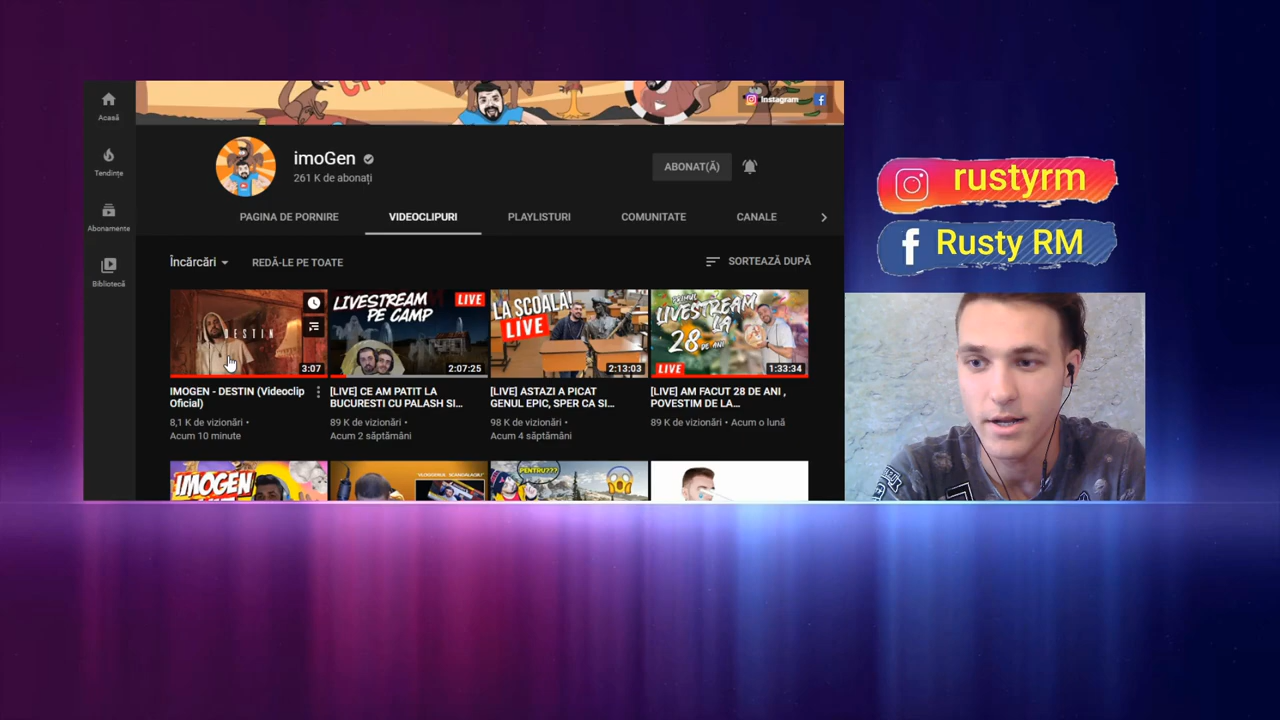 Instagram
Acasă
imoGen
261 K de abonați
ABONAT(Ă)
Tendințe
Abonamente
Bibliotecă
PAGINA DE PORNIRE
VIDEOCLIPURI
PLAYLISTURI
COMUNITATE
CANALE
Încărcări
REDĂ-LE PE TOATE
SORTEAZĂ DUPĂ
DESTIN
3:07
LIVESTREAM
PE CAMP
LIVE
2:07:25
LA ȘCOALĂ!
LIVE
2:13:03
PRIMUL
LIVESTREAM
LA
28
DE ANI
LIVE
1:33:34
IMOGEN - DESTIN (Videoclip
Oficial)
8,1 K de vizionări •
Acum 10 minute
[LIVE] CE AM PATIT LA
BUCURESTI CU PALASH SI...
89 K de vizionări •
Acum 2 săptămâni
[LIVE] ASTAZI A PICAT
GENUL EPIC, SPER CA SI...
98 K de vizionări •
Acum 4 săptămâni
[LIVE] AM FACUT 28 DE ANI ,
POVESTIM DE LA...
89 K de vizionări • Acum o lună
IMOGEN
PENTRU???
rustyrm
Rusty RM